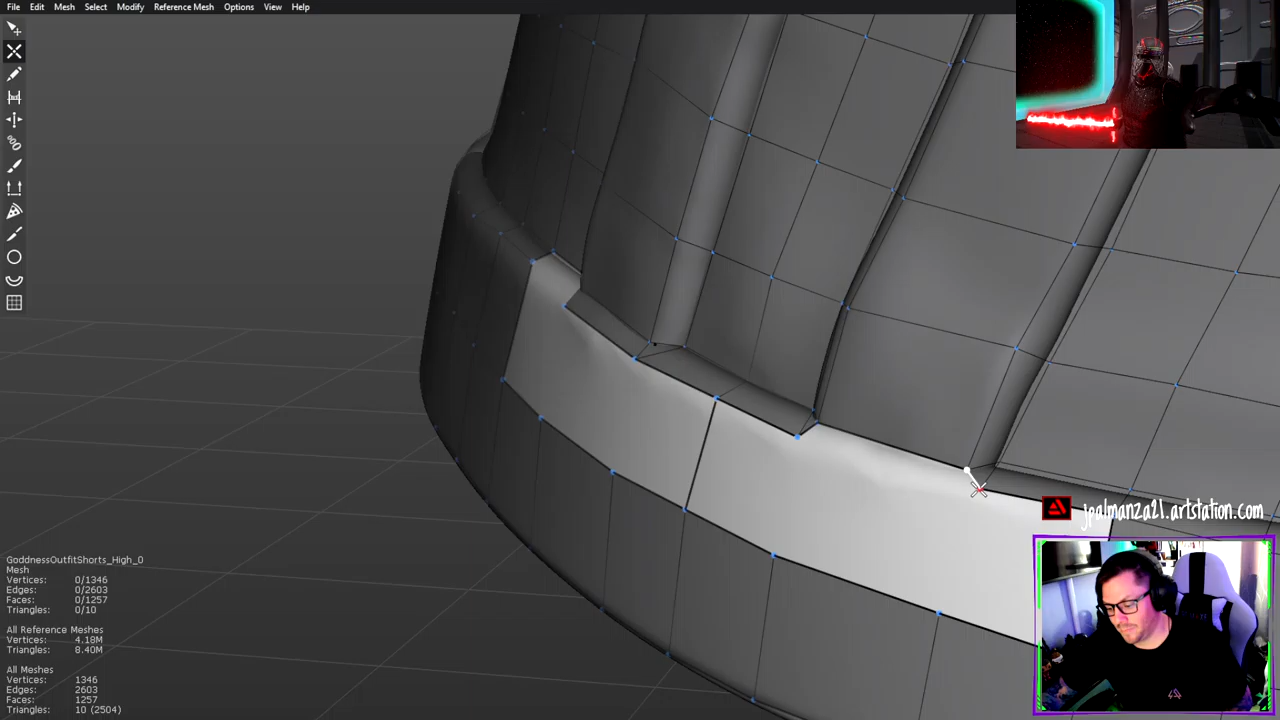 File Edit Mesh Select Modify Reference Mesh Options View Help
jpalmanza21.artstation.com
GoddnessOutfitShorts_High_0
Mesh
Vertices: 0/1346
Edges: 0/2603
Faces: 0/1257
Triangles: 0/10
All Reference Meshes
Vertices: 4.18M
Triangles: 8.40M
All Meshes
Vertices: 1346
Edges: 2603
Faces: 1257
Triangles: 10 (2504)